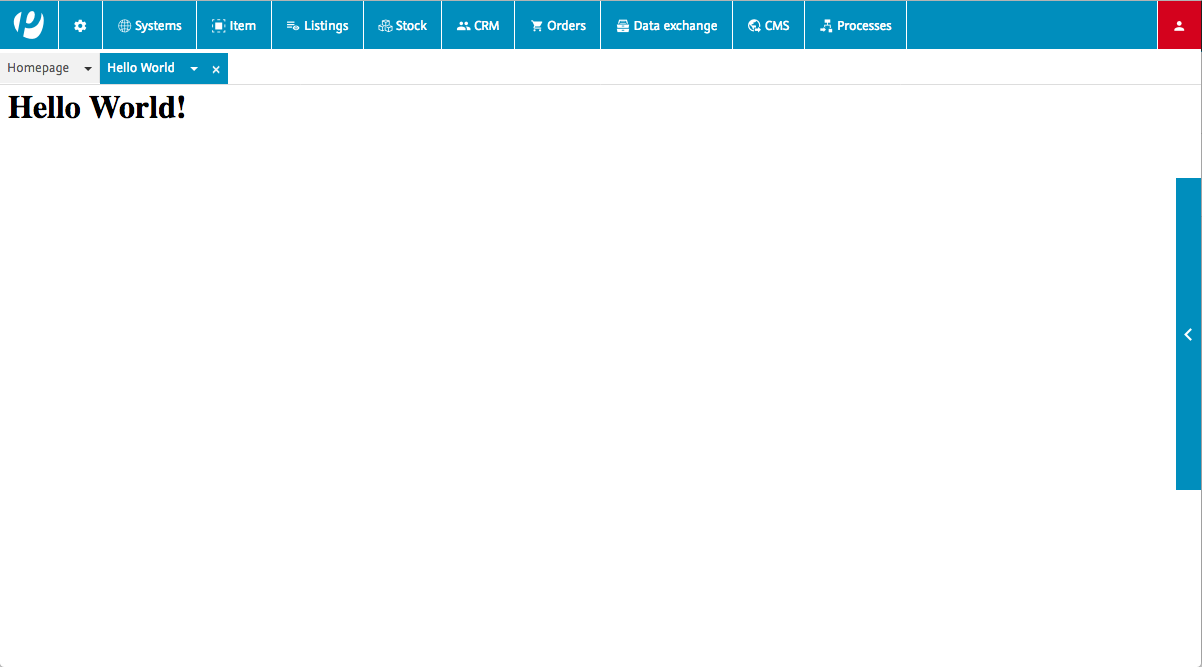 Systems Item Listings Stock CRM Orders Data exchange CMS Processes
Homepage Hello World
Hello World!